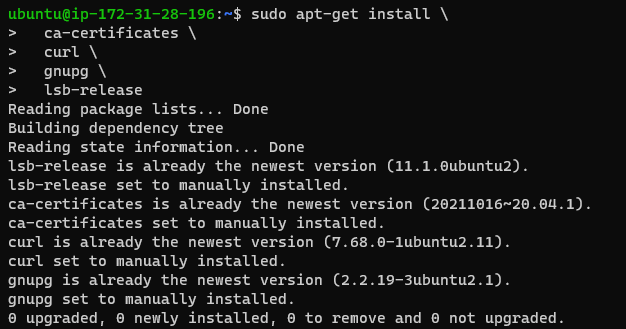 ubuntu@ip-172-31-28-196:~$ sudo apt-get install \
>   ca-certificates \
>   curl \
>   gnupg \
>   lsb-release
Reading package lists... Done
Building dependency tree
Reading state information... Done
lsb-release is already the newest version (11.1.0ubuntu2).
lsb-release set to manually installed.
ca-certificates is already the newest version (20211016~20.04.1).
ca-certificates set to manually installed.
curl is already the newest version (7.68.0-1ubuntu2.11).
curl set to manually installed.
gnupg is already the newest version (2.2.19-3ubuntu2.1).
gnupg set to manually installed.
0 upgraded, 0 newly installed, 0 to remove and 0 not upgraded.